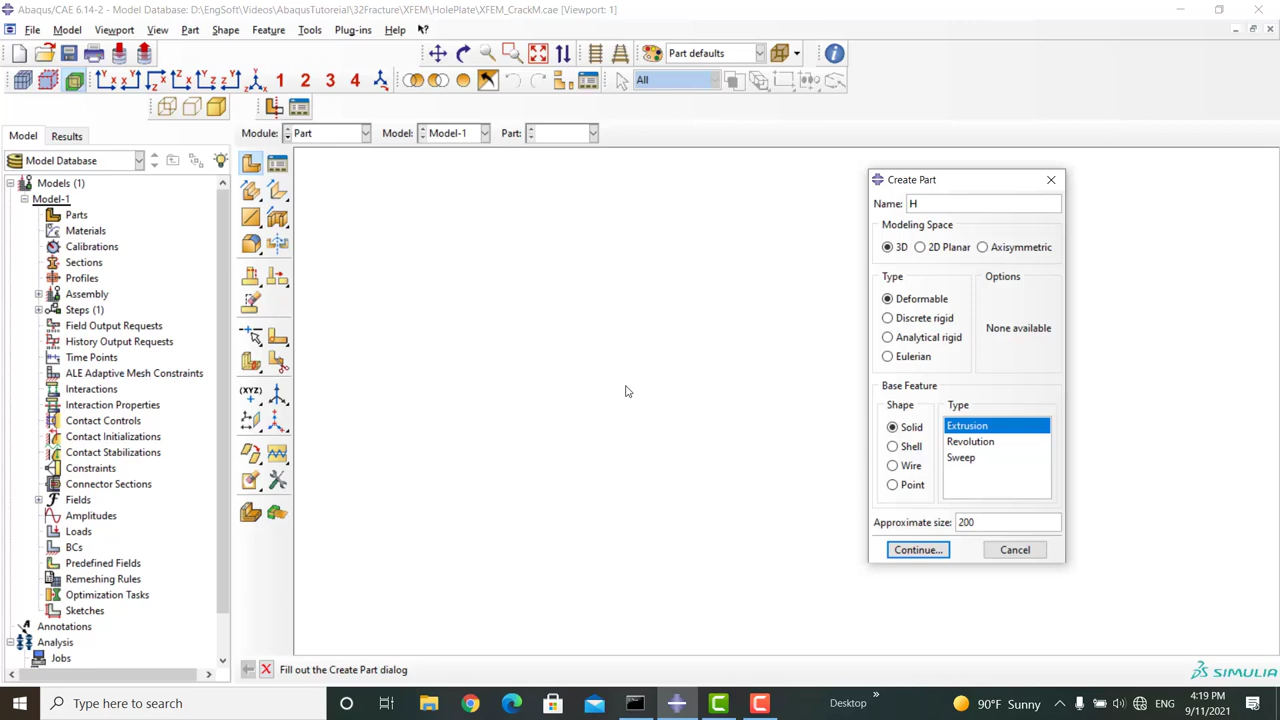 Abaqus/CAE 6.14-2 - Model Database: D:\EngSoft\Videos\AbaqusTutoreial\32Fracture\XFEM\HolePlate\XFEM_CrackM.cae [Viewport: 1]
File Model Viewport View Part Shape Feature Tools Plug-ins Help
Part defaults
1 2 3 4
All
Model Results
Module: Part Model: Model-1 Part:
Model Database
Models (1)
Model-1
Parts
Materials
Calibrations
Sections
Profiles
Assembly
Steps (1)
Field Output Requests
History Output Requests
Time Points
ALE Adaptive Mesh Constraints
Interactions
Interaction Properties
Contact Controls
Contact Initializations
Contact Stabilizations
Constraints
Connector Sections
Fields
Amplitudes
Loads
BCs
Predefined Fields
Remeshing Rules
Optimization Tasks
Sketches
Annotations
Analysis
Jobs
(XYZ)
Create Part
Name: H
Modeling Space
3D 2D Planar Axisymmetric
Type
Deformable
Discrete rigid
Analytical rigid
Eulerian
Options
None available
Base Feature
Shape
Solid
Shell
Wire
Point
Type
Extrusion
Revolution
Sweep
Approximate size: 200
Continue... Cancel
Fill out the Create Part dialog
SIMULIA
Type here to search
Desktop
90°F Sunny
ENG
4:19 PM
9/11/2021